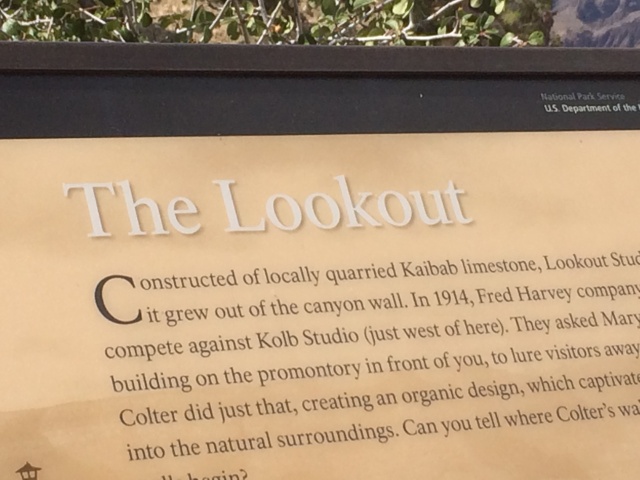 National Park Service
U.S. Department of the
The Lookout
Constructed of locally quarried Kaibab limestone, Lookout Stud
it grew out of the canyon wall. In 1914, Fred Harvey company
compete against Kolb Studio (just west of here). They asked Mary
building on the promontory in front of you, to lure visitors away
Colter did just that, creating an organic design, which captivate
into the natural surroundings. Can you tell where Colter's wa
begin?